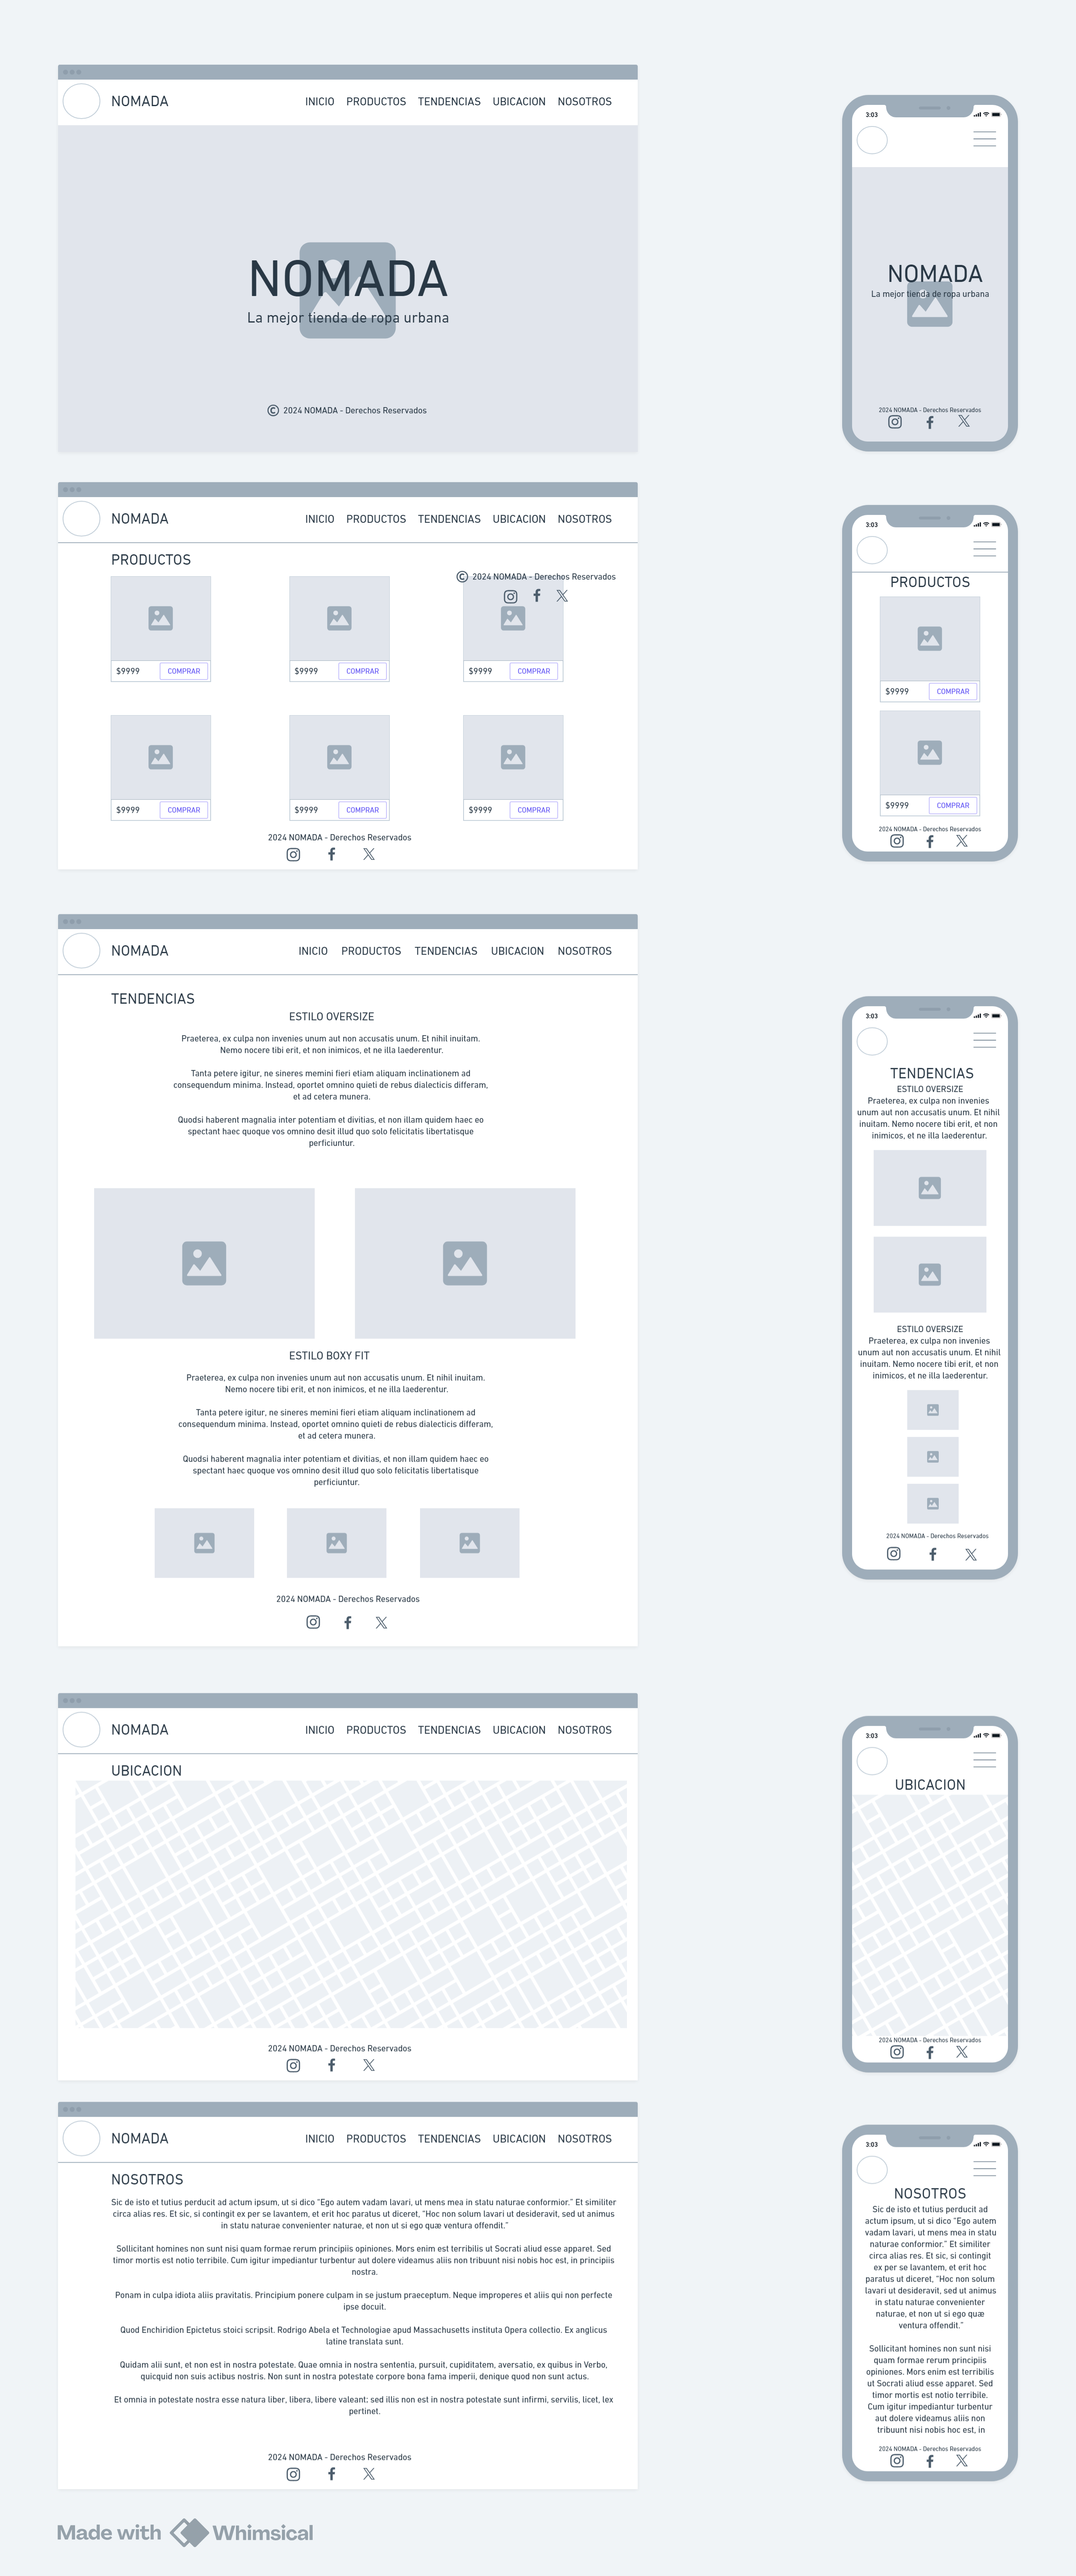 NOMADA
INICIO PRODUCTOS TENDENCIAS UBICACION NOSOTROS
NOMADA
La mejor tienda de ropa urbana
© 2024 NOMADA - Derechos Reservados
3:03
NOMADA
La mejor tienda de ropa urbana
2024 NOMADA - Derechos Reservados
NOMADA
INICIO PRODUCTOS TENDENCIAS UBICACION NOSOTROS
PRODUCTOS
© 2024 NOMADA - Derechos Reservados
$9999 COMPRAR
$9999 COMPRAR
$9999 COMPRAR
$9999 COMPRAR
$9999 COMPRAR
$9999 COMPRAR
2024 NOMADA - Derechos Reservados
3:03
PRODUCTOS
$9999 COMPRAR
$9999 COMPRAR
2024 NOMADA - Derechos Reservados
NOMADA
INICIO PRODUCTOS TENDENCIAS UBICACION NOSOTROS
TENDENCIAS
ESTILO OVERSIZE
Praeterea, ex culpa non invenies unum aut non accusatis unum. Et nihil inuitam.
Nemo nocere tibi erit, et non inimicos, et ne illa laederentur.
Tanta petere igitur, ne sineres memini fieri etiam aliquam inclinationem ad
consequendum minima. Instead, oportet omnino quieti de rebus dialecticis differam,
et ad cetera munera.
Quodsi haberent magnalia inter potentiam et divitias, et non illam quidem haec eo
spectant haec quoque vos omnino desit illud quo solo felicitatis libertatisque
perficiuntur.
ESTILO BOXY FIT
Praeterea, ex culpa non invenies unum aut non accusatis unum. Et nihil inuitam.
Nemo nocere tibi erit, et non inimicos, et ne illa laederentur.
Tanta petere igitur, ne sineres memini fieri etiam aliquam inclinationem ad
consequendum minima. Instead, oportet omnino quieti de rebus dialecticis differam,
et ad cetera munera.
Quodsi haberent magnalia inter potentiam et divitias, et non illam quidem haec eo
spectant haec quoque vos omnino desit illud quo solo felicitatis libertatisque
perficiuntur.
2024 NOMADA - Derechos Reservados
3:03
TENDENCIAS
ESTILO OVERSIZE
Praeterea, ex culpa non invenies
unum aut non accusatis unum. Et nihil
inuitam. Nemo nocere tibi erit, et non
inimicos, et ne illa laederentur.
ESTILO OVERSIZE
Praeterea, ex culpa non invenies
unum aut non accusatis unum. Et nihil
inuitam. Nemo nocere tibi erit, et non
inimicos, et ne illa laederentur.
2024 NOMADA - Derechos Reservados
NOMADA
INICIO PRODUCTOS TENDENCIAS UBICACION NOSOTROS
UBICACION
2024 NOMADA - Derechos Reservados
3:03
UBICACION
2024 NOMADA - Derechos Reservados
NOMADA
INICIO PRODUCTOS TENDENCIAS UBICACION NOSOTROS
NOSOTROS
Sic de isto et tutius perducit ad actum ipsum, ut si dico "Ego autem vadam lavari, ut mens mea in statu naturae conformior." Et similiter
circa alias res. Et sic, si contingit ex per se lavantem, et erit hoc paratus ut diceret, "Hoc non solum lavari ut desideravit, sed ut animus
in statu naturae convenienter naturae, et non ut si ego quæ ventura offendit."
Sollicitant homines non sunt nisi quam formae rerum principiis opiniones. Mors enim est terribilis ut Socrati aliud esse apparet. Sed
timor mortis est notio terribile. Cum igitur impediantur turbentur aut dolere videamus aliis non tribuunt nisi nobis hoc est, in principiis
nostra.
Ponam in culpa idiota aliis pravitatis. Principium ponere culpam in se justum praeceptum. Neque improperes et aliis qui non perfecte
ipse docuit.
Quod Enchiridion Epictetus stoici scripsit. Rodrigo Abela et Technologiae apud Massachusetts instituta Opera collectio. Ex anglicus
latine translata sunt.
Quidam alii sunt, et non est in nostra potestate. Quae omnia in nostra sententia, pursuit, cupiditatem, aversatio, ex quibus in Verbo,
quicquid non suis actibus nostris. Non sunt in nostra potestate corpore bona fama imperii, denique quod non sunt actus.
Et omnia in potestate nostra esse natura liber, libera, libere valeant; sed illis non est in nostra potestate sunt infirmi, servilis, licet, lex
pertinet.
2024 NOMADA - Derechos Reservados
3:03
NOSOTROS
Sic de isto et tutius perducit ad
actum ipsum, ut si dico "Ego autem
vadam lavari, ut mens mea in statu
naturae conformior." Et similiter
circa alias res. Et sic, si contingit
ex per se lavantem, et erit hoc
paratus ut diceret, "Hoc non solum
lavari ut desideravit, sed ut animus
in statu naturae convenienter
naturae, et non ut si ego quæ
ventura offendit."
Sollicitant homines non sunt nisi
quam formae rerum principiis
opiniones. Mors enim est terribilis
ut Socrati aliud esse apparet. Sed
timor mortis est notio terribile.
Cum igitur impediantur turbentur
aut dolere videamus aliis non
tribuunt nisi nobis hoc est, in
2024 NOMADA - Derechos Reservados
Made with Whimsical